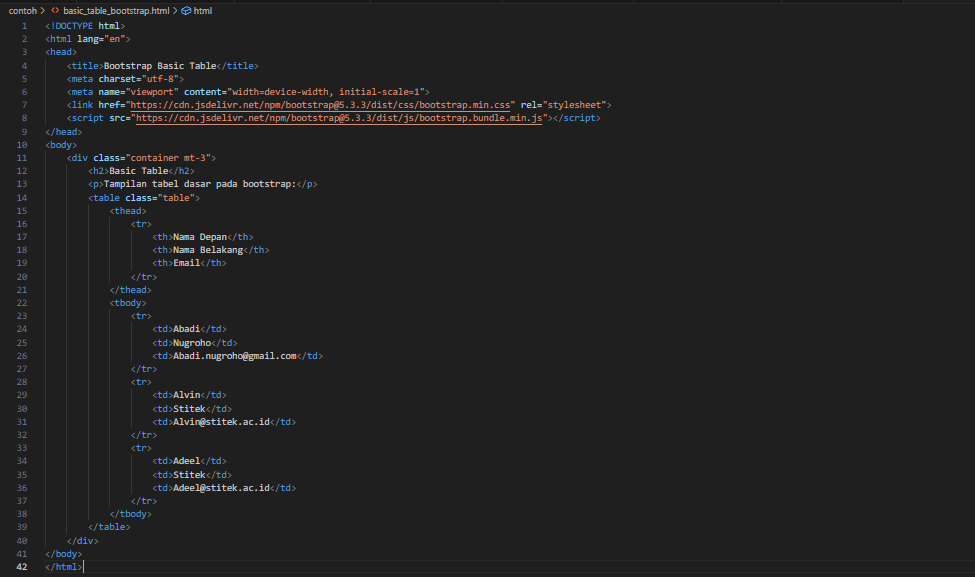 contoh > <> basic_table_bootstrap.html > html
1 <!DOCTYPE html>
2 <html lang="en">
3 <head>
4 <title>Bootstrap Basic Table</title>
5 <meta charset="utf-8">
6 <meta name="viewport" content="width=device-width, initial-scale=1">
7 <link href="https://cdn.jsdelivr.net/npm/bootstrap@5.3.3/dist/css/bootstrap.min.css" rel="stylesheet">
8 <script src="https://cdn.jsdelivr.net/npm/bootstrap@5.3.3/dist/js/bootstrap.bundle.min.js"></script>
9 </head>
10 <body>
11 <div class="container mt-3">
12 <h2>Basic Table</h2>
13 <p>Tampilan tabel dasar pada bootstrap:</p>
14 <table class="table">
15 <thead>
16 <tr>
17 <th>Nama Depan</th>
18 <th>Nama Belakang</th>
19 <th>Email</th>
20 </tr>
21 </thead>
22 <tbody>
23 <tr>
24 <td>Abadi</td>
25 <td>Nugroho</td>
26 <td>Abadi.nugroho@gmail.com</td>
27 </tr>
28 <tr>
29 <td>Alvin</td>
30 <td>Stitek</td>
31 <td>Alvin@stitek.ac.id</td>
32 </tr>
33 <tr>
34 <td>Adeel</td>
35 <td>Stitek</td>
36 <td>Adeel@stitek.ac.id</td>
37 </tr>
38 </tbody>
39 </table>
40 </div>
41 </body>
42 </html>